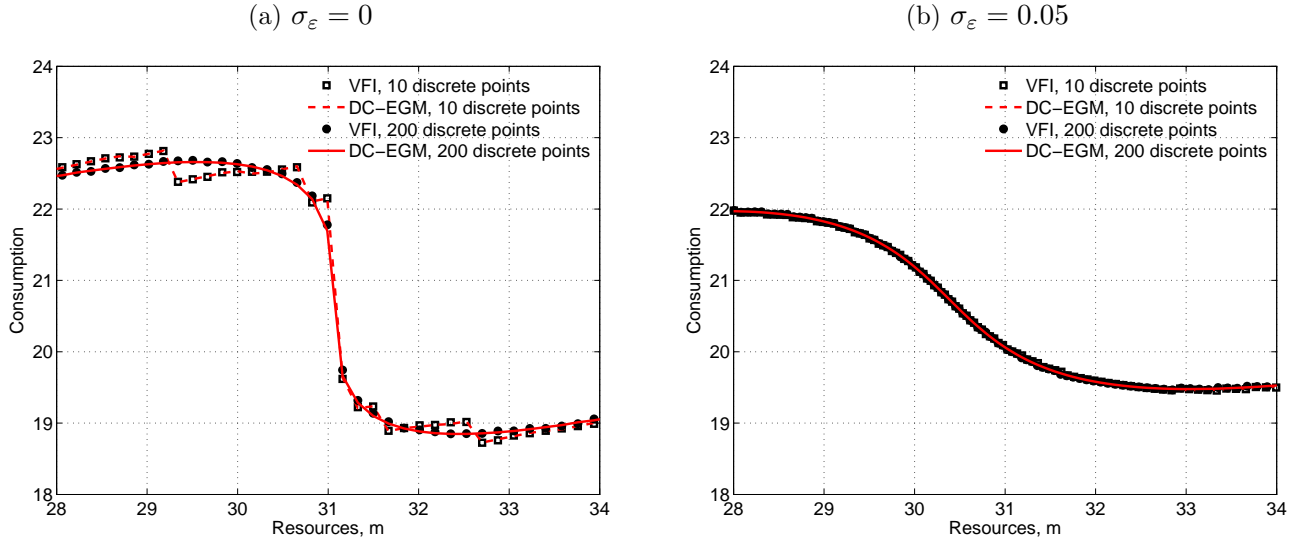 (a) σ_ε = 0
24
23
22
21
20
19
18
28 29 30 31 32 33 34
Consumption
Resources, m
VFI, 10 discrete points
DC−EGM, 10 discrete points
VFI, 200 discrete points
DC−EGM, 200 discrete points
(b) σ_ε = 0.05
24
23
22
21
20
19
18
28 29 30 31 32 33 34
Consumption
Resources, m
VFI, 10 discrete points
DC−EGM, 10 discrete points
VFI, 200 discrete points
DC−EGM, 200 discrete points